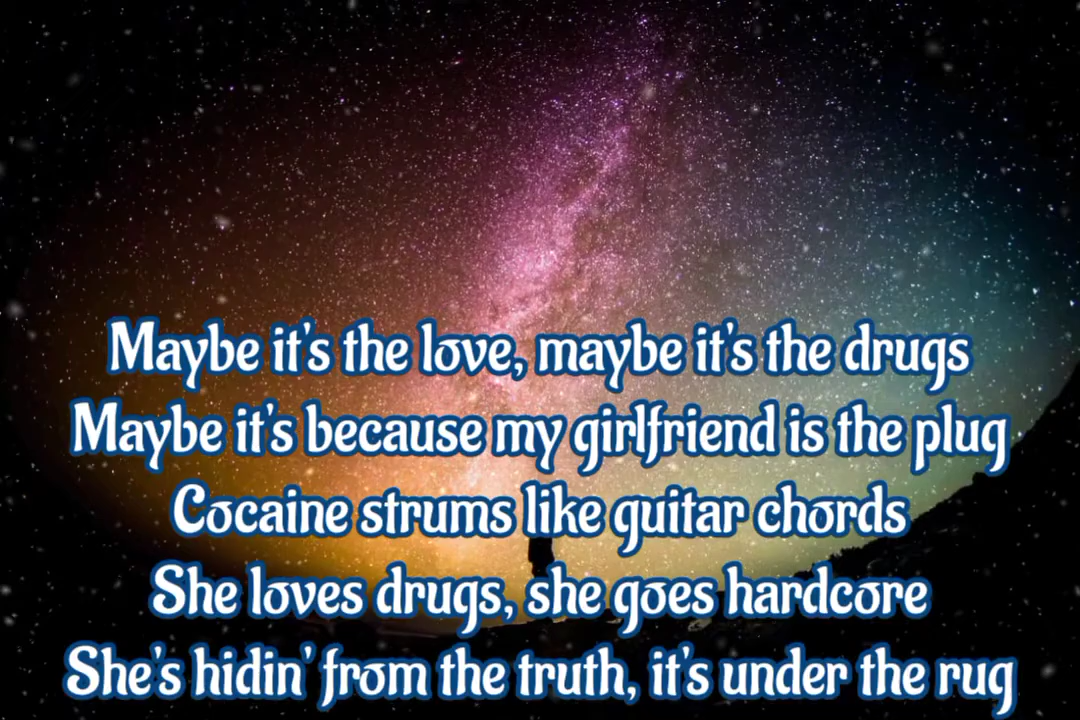 Maybe it's the love, maybe it's the drugs
Maybe it's because my girlfriend is the plug
Cocaine strums like guitar chords
She loves drugs, she goes hardcore
She's hidin' from the truth, it's under the rug